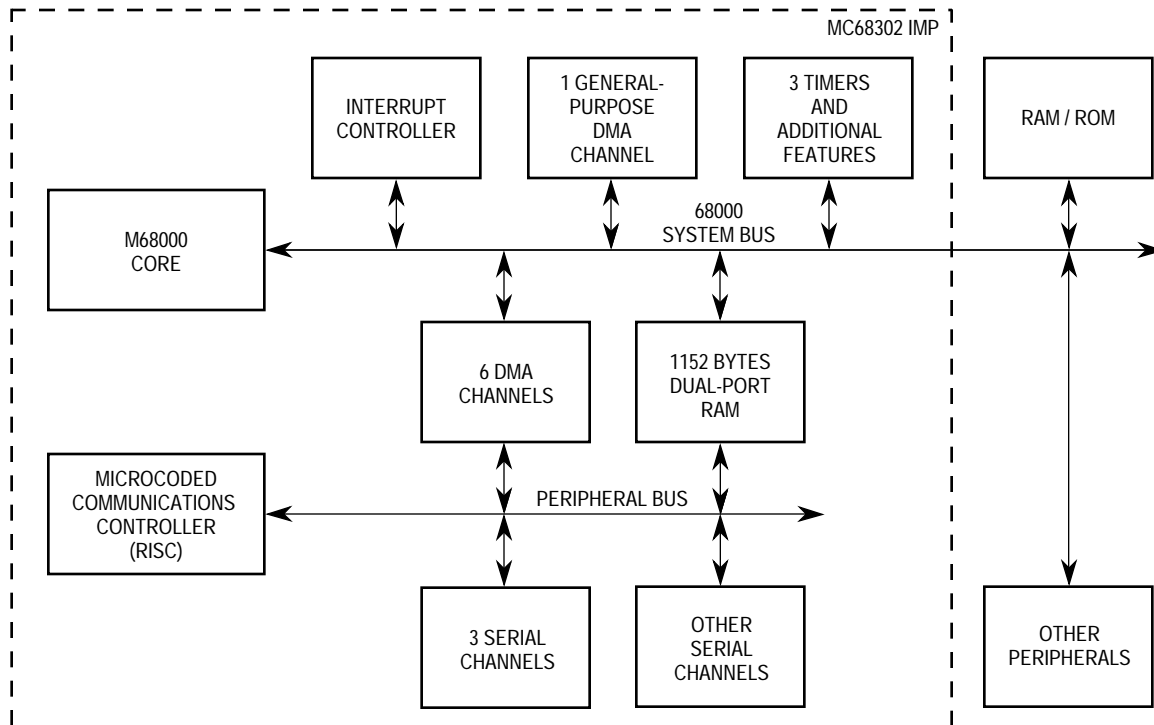 MC68302 IMP
INTERRUPT
CONTROLLER
1 GENERAL-
PURPOSE
DMA
CHANNEL
3 TIMERS
AND
ADDITIONAL
FEATURES
RAM / ROM
M68000
CORE
68000
SYSTEM BUS
6 DMA
CHANNELS
1152 BYTES
DUAL-PORT
RAM
MICROCODED
COMMUNICATIONS
CONTROLLER
(RISC)
PERIPHERAL BUS
3 SERIAL
CHANNELS
OTHER
SERIAL
CHANNELS
OTHER
PERIPHERALS